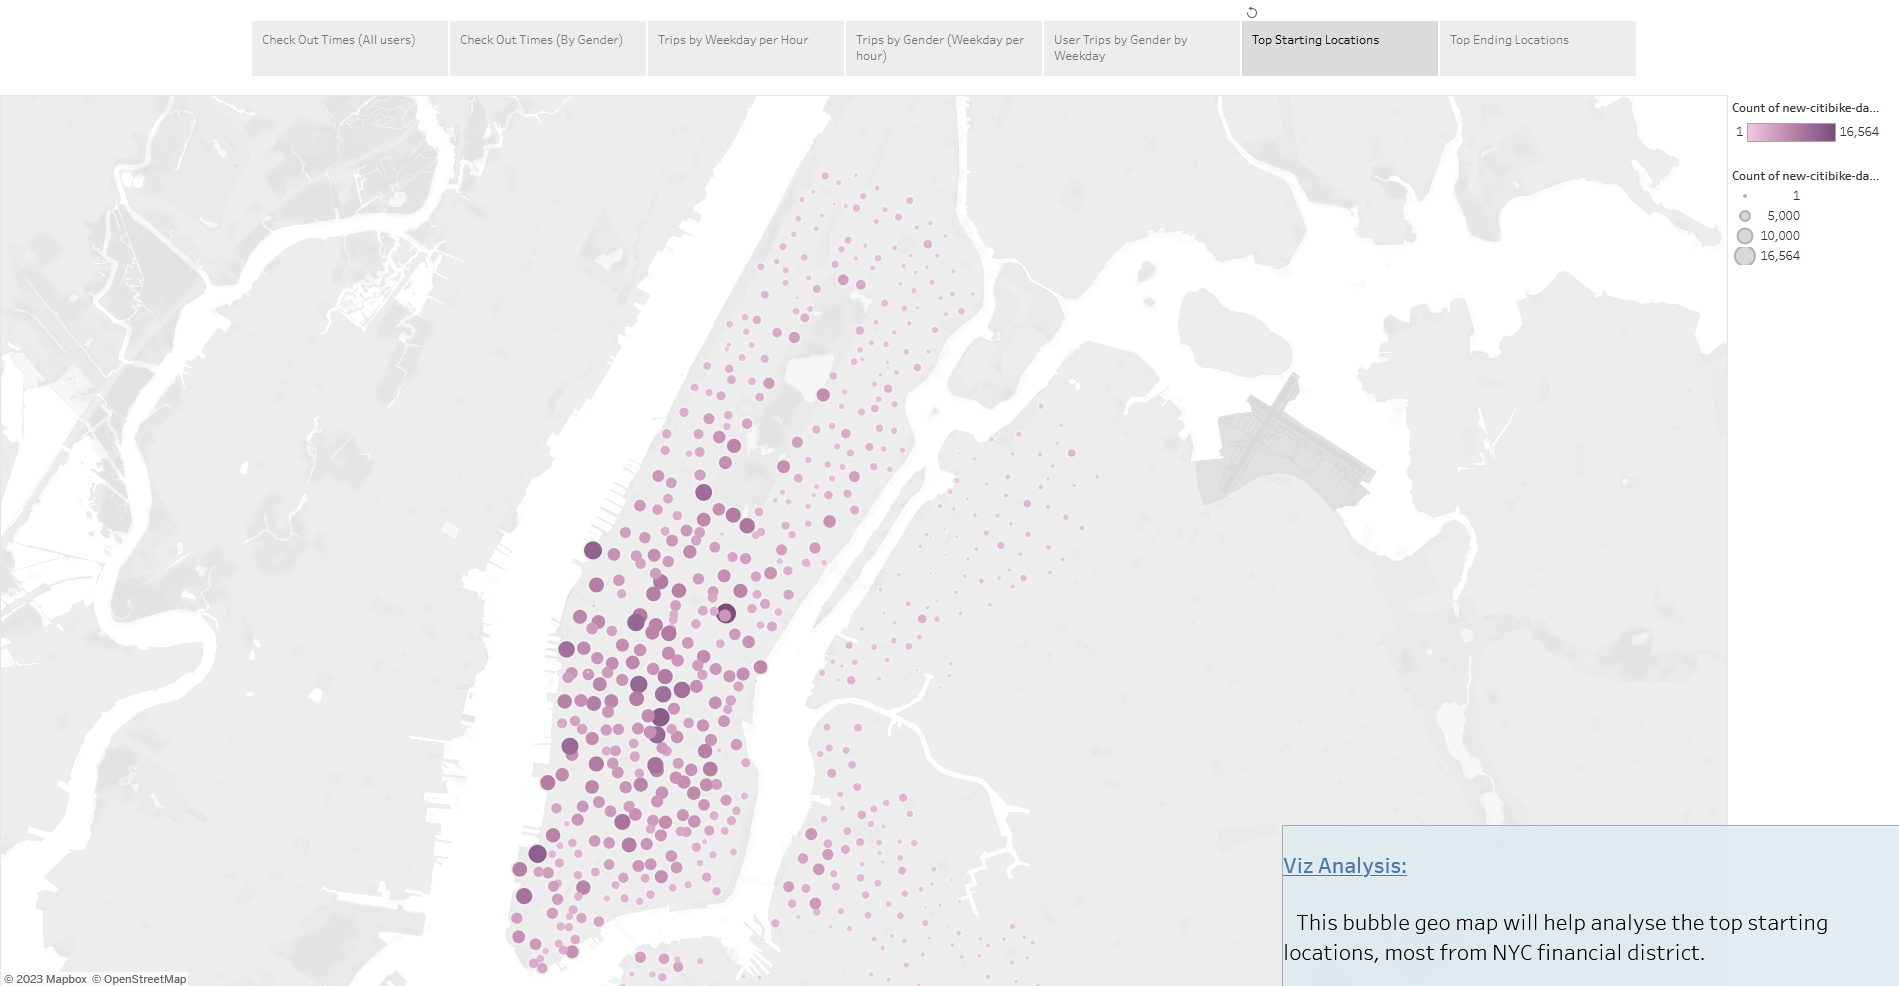 Check Out Times (All users)
Check Out Times (By Gender)
Trips by Weekday per Hour
Trips by Gender (Weekday per
hour)
User Trips by Gender by
Weekday
Top Starting Locations
Top Ending Locations
Count of new-citibike-da...
1 16,564
Count of new-citibike-da...
1
5,000
10,000
16,564
Viz Analysis:
This bubble geo map will help analyse the top starting
locations, most from NYC financial district.
© 2023 Mapbox © OpenStreetMap